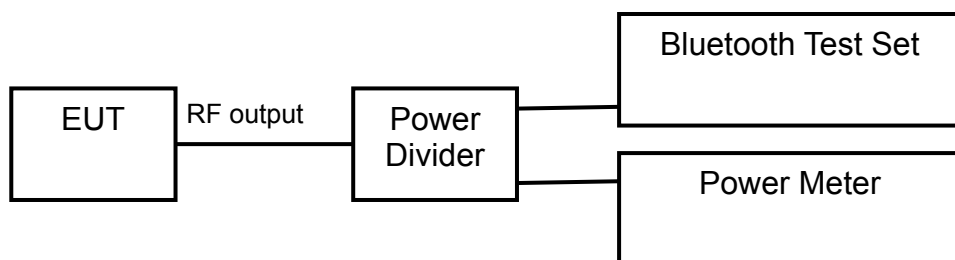 EUT
RF output
Power
Divider
Bluetooth Test Set
Power Meter